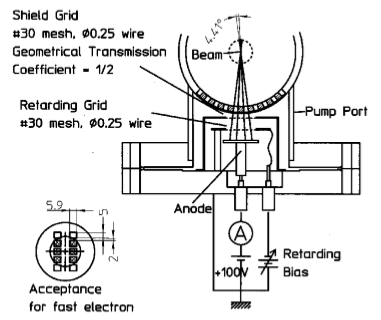 Shield Grid
#30 mesh, Ø0.25 wire
Geometrical Transmission
Coefficient = 1/2
4.41°
Beam
Retarding Grid
#30 mesh, Ø0.25 wire
Pump Port
Anode
5.9
5
2
A
+100V
Retarding
Bias
Acceptance
for fast electron